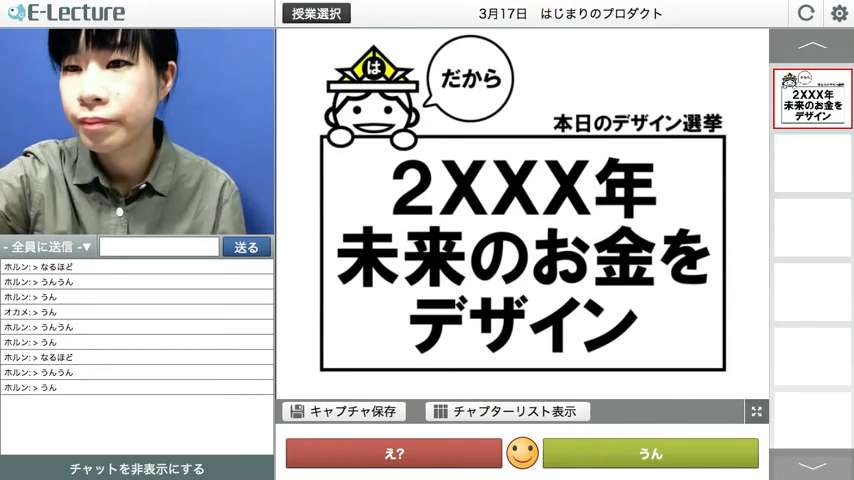 E-Lecture
授業選択
3月17日 はじまりのプロダクト
は
だから
本日のデザイン選挙
2XXX年
未来のお金を
デザイン
2XXX年
未来のお金を
デザイン
- 全員に送信 -▼
送る
ホルン: > なるほど
ホルン: > うんうん
ホルン: > うん
オカメ: > うん
ホルン: > うんうん
ホルン: > うん
ホルン: > なるほど
ホルン: > うんうん
ホルン: > うん
キャプチャ保存
チャプターリスト表示
え?
うん
チャットを非表示にする